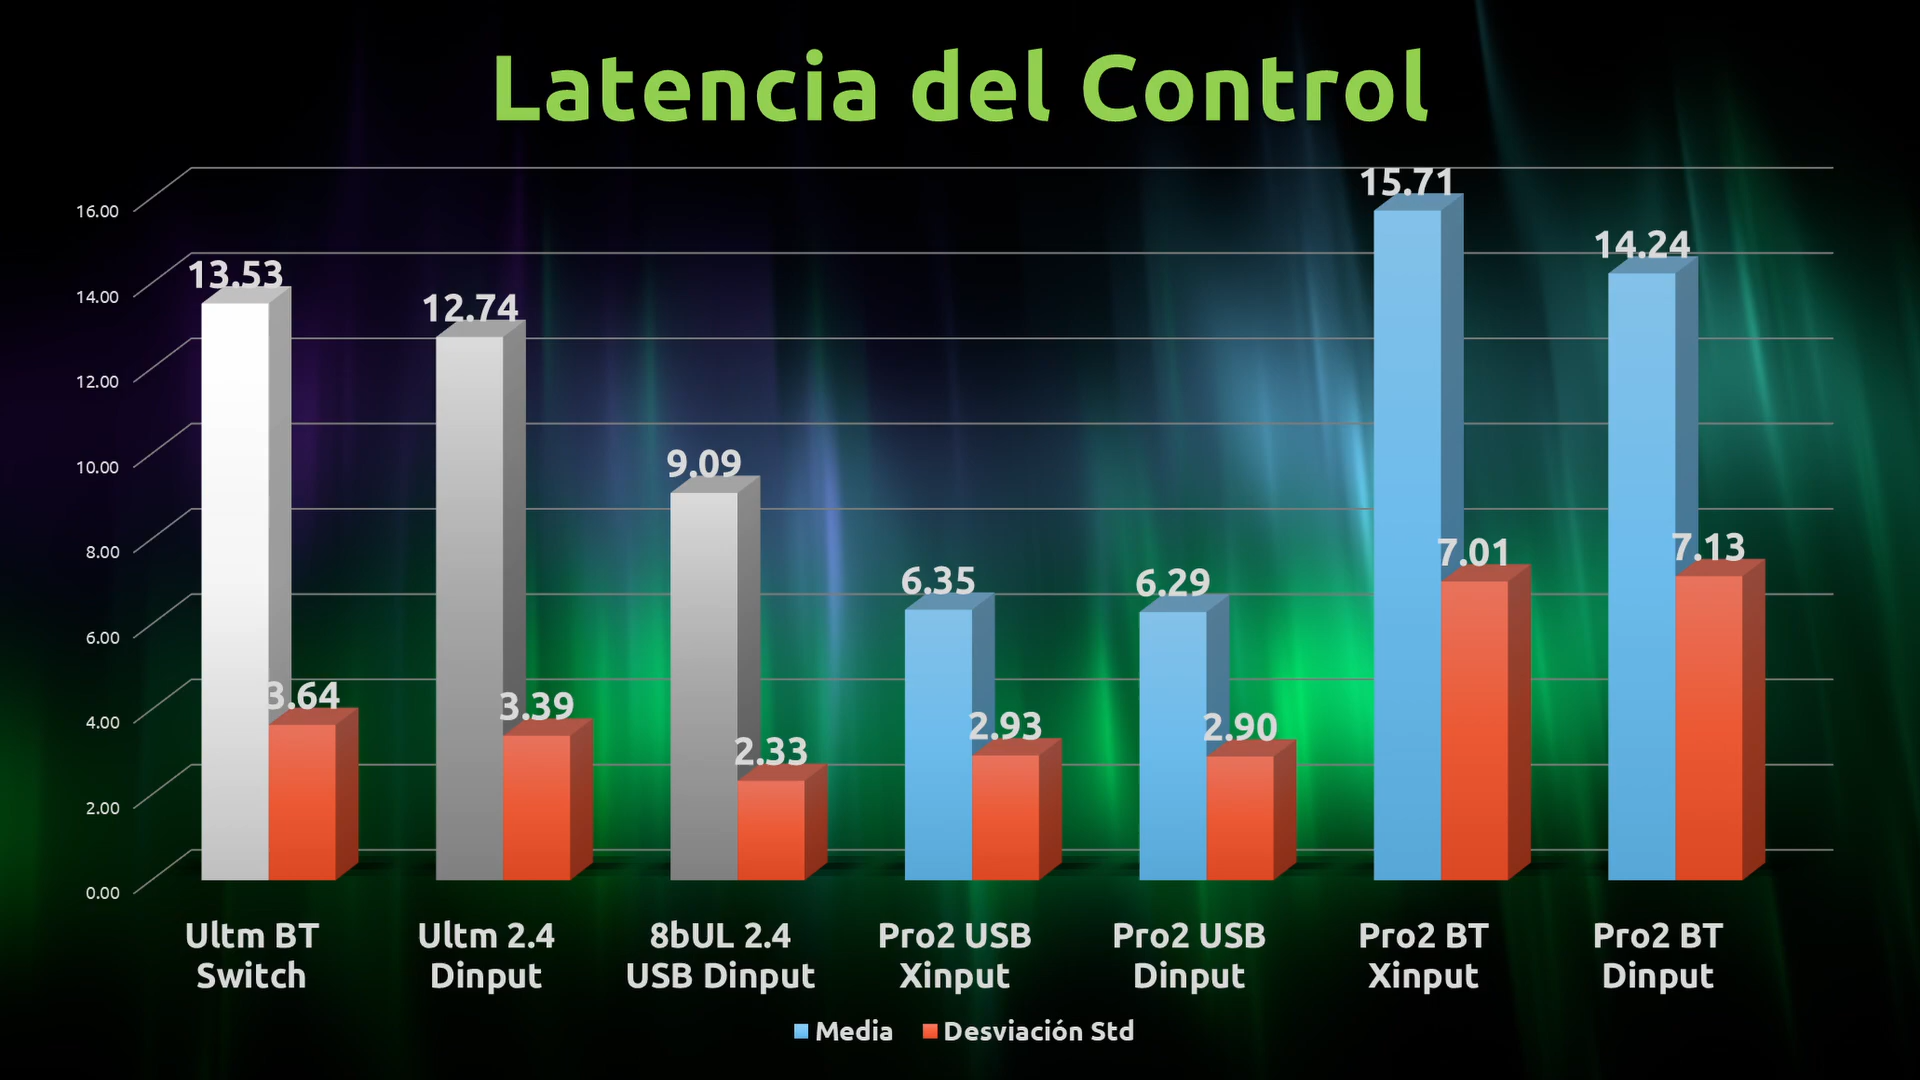 Latencia del Control
16.00
14.00
12.00
10.00
8.00
6.00
4.00
2.00
0.00
13.53
3.64
12.74
3.39
9.09
2.33
6.35
2.93
6.29
2.90
15.71
7.01
14.24
7.13
Ultm BT
Switch
Ultm 2.4
Dinput
8bUL 2.4
USB Dinput
Pro2 USB
Xinput
Pro2 USB
Dinput
Pro2 BT
Xinput
Pro2 BT
Dinput
Media
Desviación Std